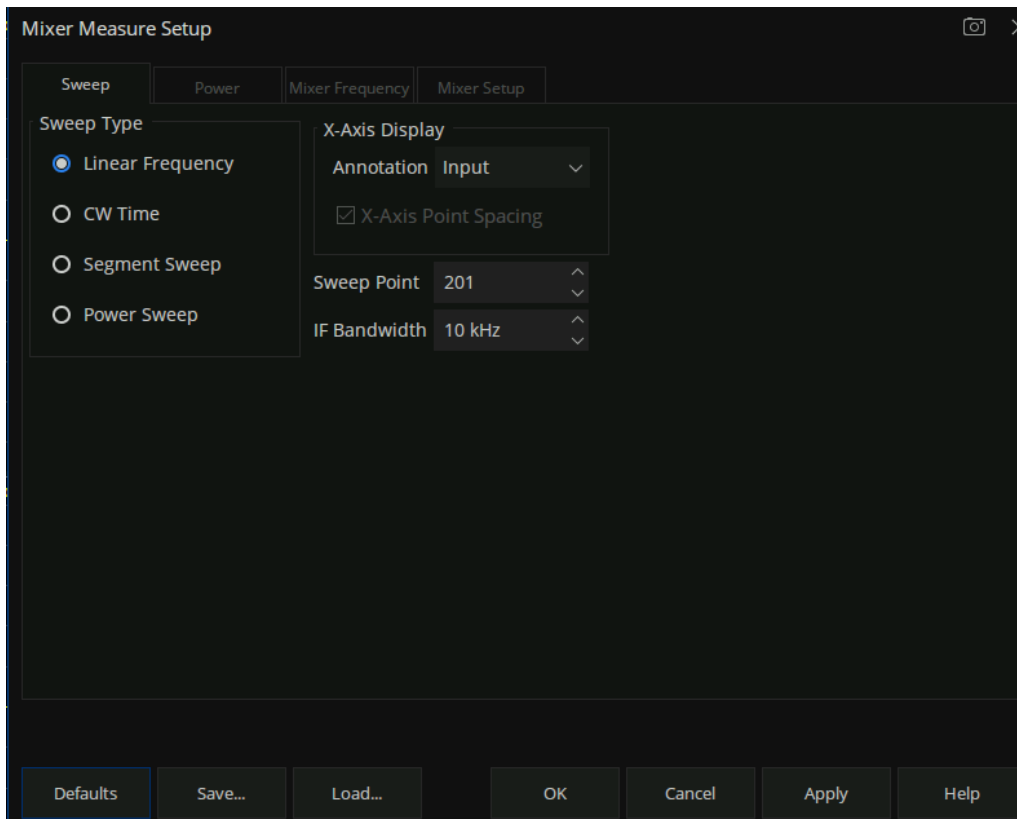 Mixer Measure Setup
Sweep
Power
Mixer Frequency
Mixer Setup
Sweep Type
Linear Frequency
CW Time
Segment Sweep
Power Sweep
X-Axis Display
Annotation Input
X-Axis Point Spacing
Sweep Point 201
IF Bandwidth 10 kHz
Defaults
Save...
Load...
OK
Cancel
Apply
Help